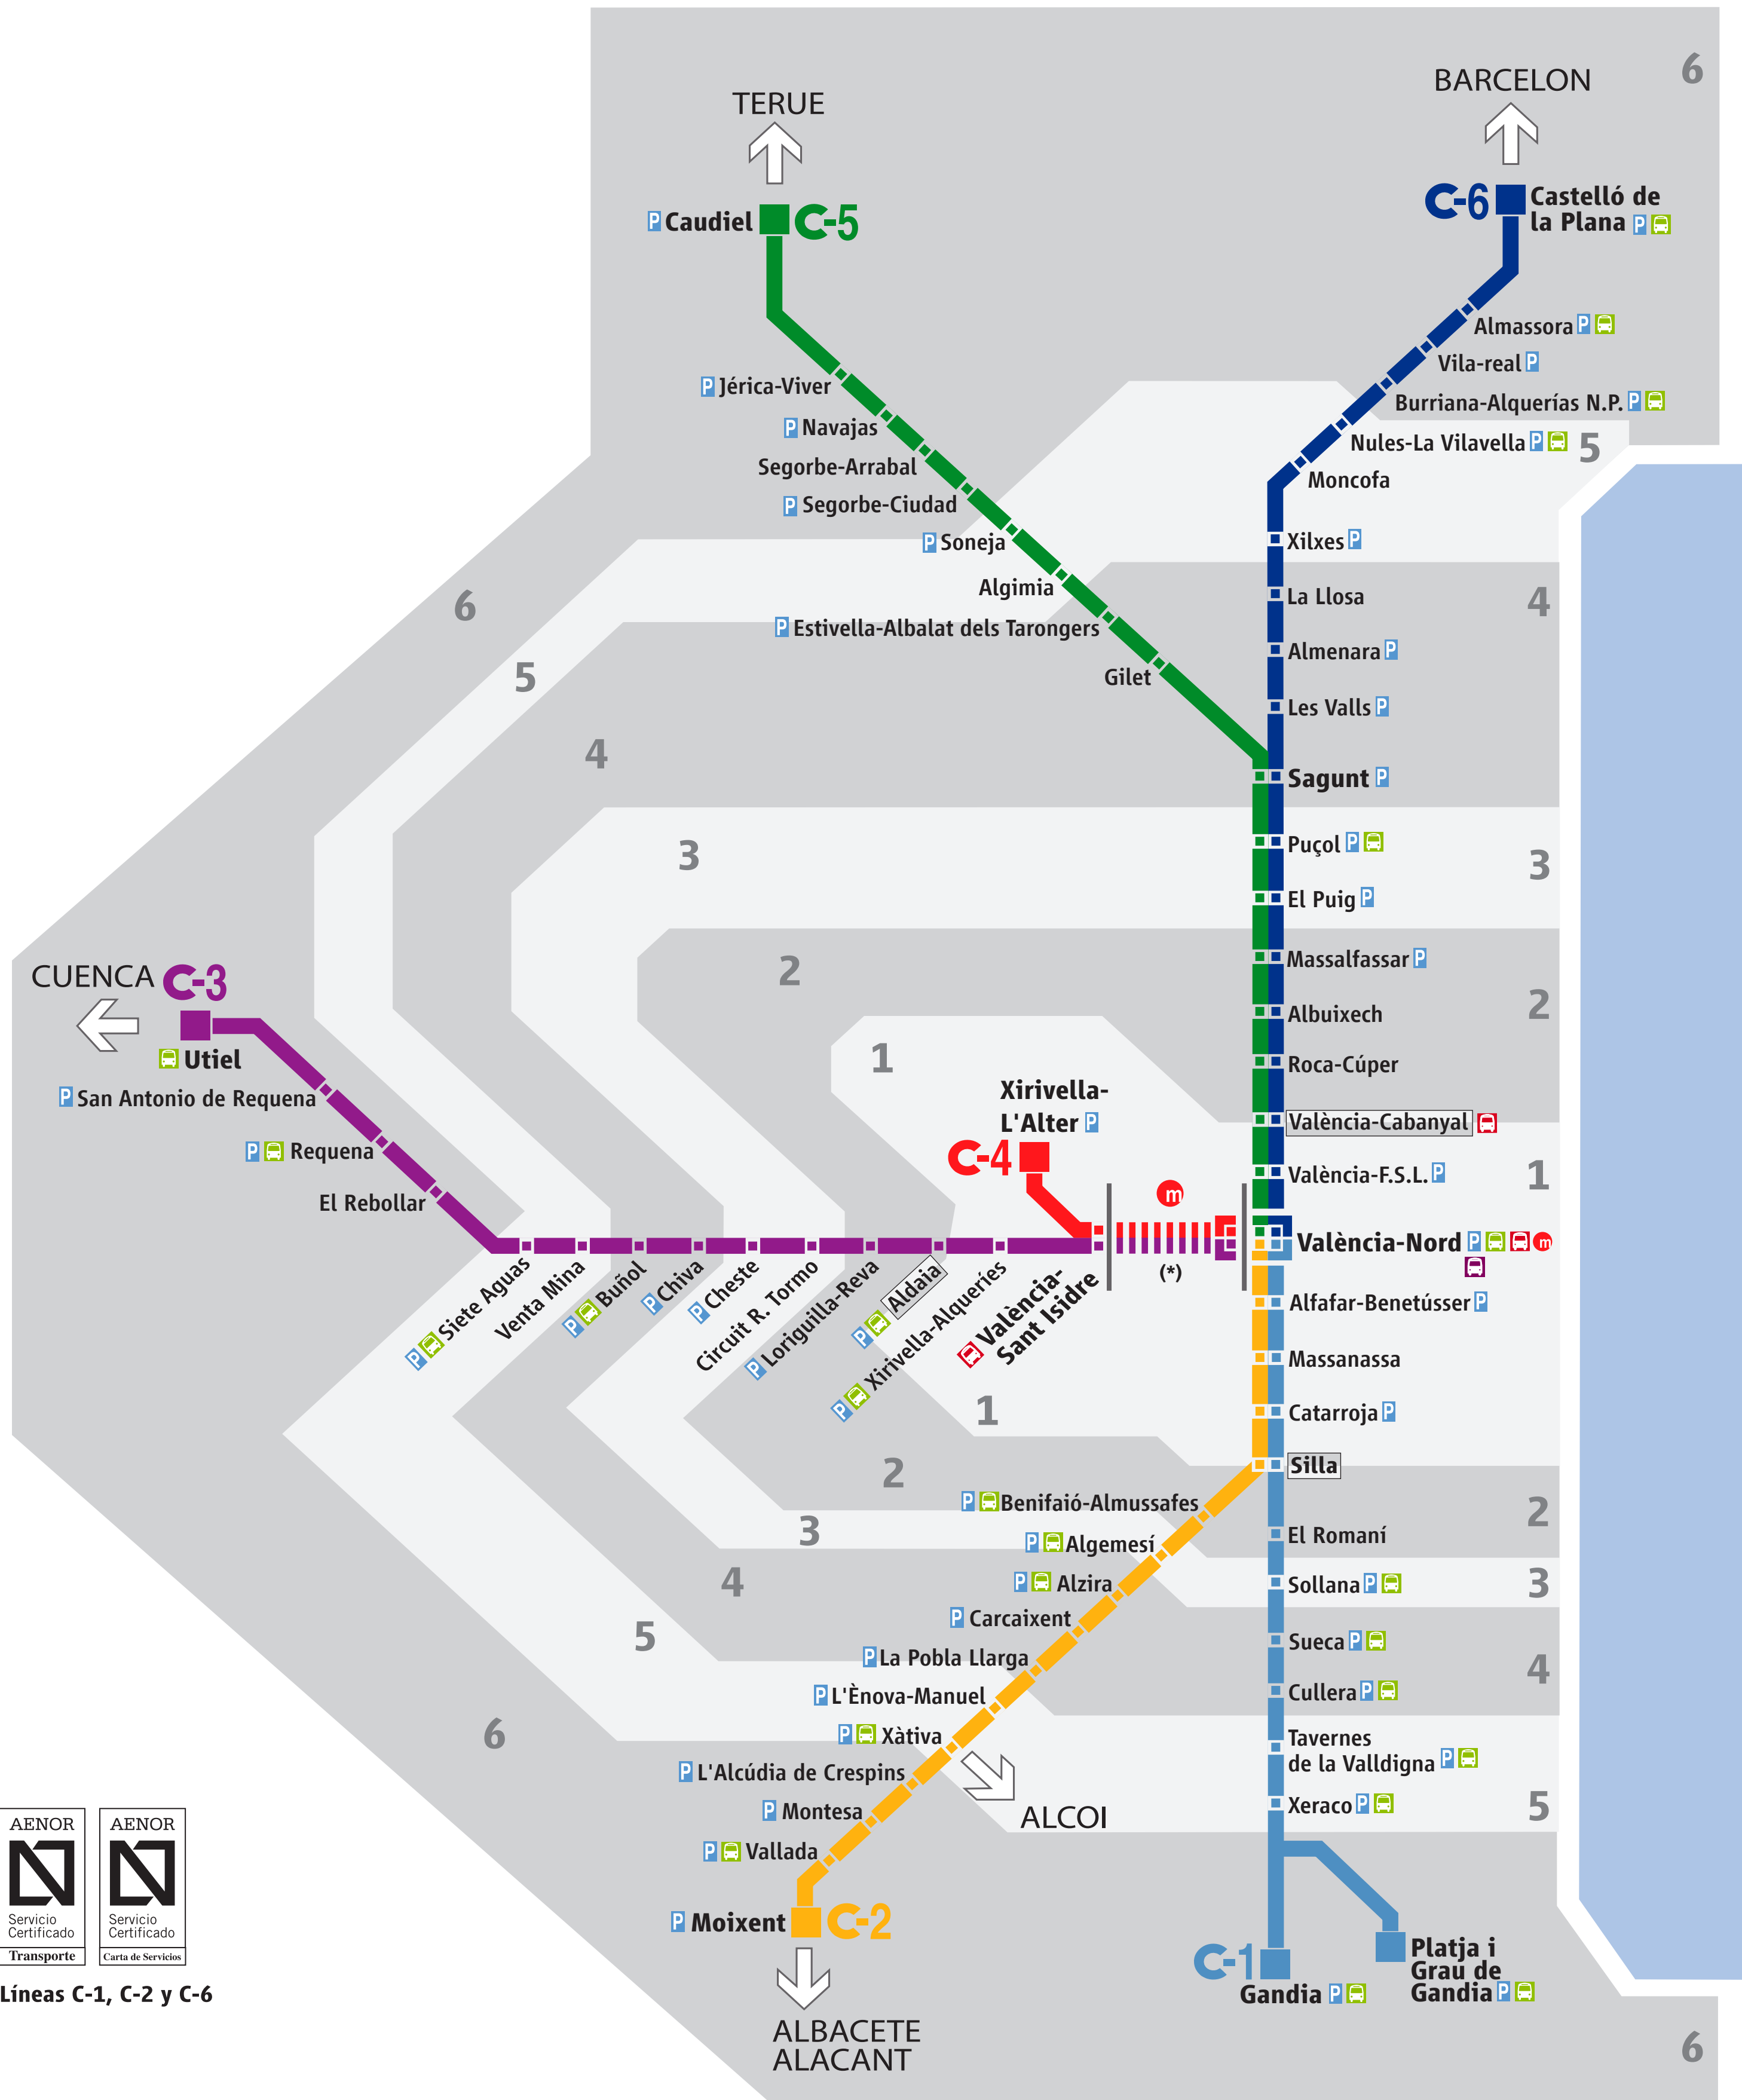 6
TERUE
BARCELON
Caudiel
C-5
C-6
Castelló de
la Plana
Almassora
Vila-real
Jérica-Viver
Burriana-Alquerías N.P.
Navajas
Nules-La Vilavella
5
Segorbe-Arrabal
Moncofa
Segorbe-Ciudad
Soneja
Xilxes
Algimia
La Llosa
4
6
Estivella-Albalat dels Tarongers
Almenara
5
Gilet
Les Valls
4
Sagunt
3
Puçol
3
El Puig
2
Massalfassar
CUENCA
C-3
Albuixech
2
Utiel
1
Roca-Cúper
San Antonio de Requena
Xirivella-
L'Alter
València-Cabanyal
Requena
C-4
València-F.S.L.
1
El Rebollar
m
València-Nord
m
(*)
Siete Aguas
Venta Mina
Buñol
Chiva
Cheste
Circuit R. Tormo
Loriguilla-Reva
Aldaia
Xirivella-Alqueríes
València-
Sant Isidre
Alfafar-Benetússer
Massanassa
1
Catarroja
Silla
2
Benifaió-Almussafes
2
3
Algemesí
El Romaní
4
Alzira
Sollana
3
Carcaixent
5
La Pobla Llarga
Sueca
4
L'Ènova-Manuel
Cullera
6
Xàtiva
Tavernes
de la Valldigna
L'Alcúdia de Crespins
ALCOI
Xeraco
5
Montesa
Vallada
Moixent
C-2
C-1
Gandia
Platja i
Grau de
Gandia
AENOR
Servicio
Certificado
Transporte
AENOR
Servicio
Certificado
Carta de Servicios
Líneas C-1, C-2 y C-6
ALBACETE
ALACANT
6